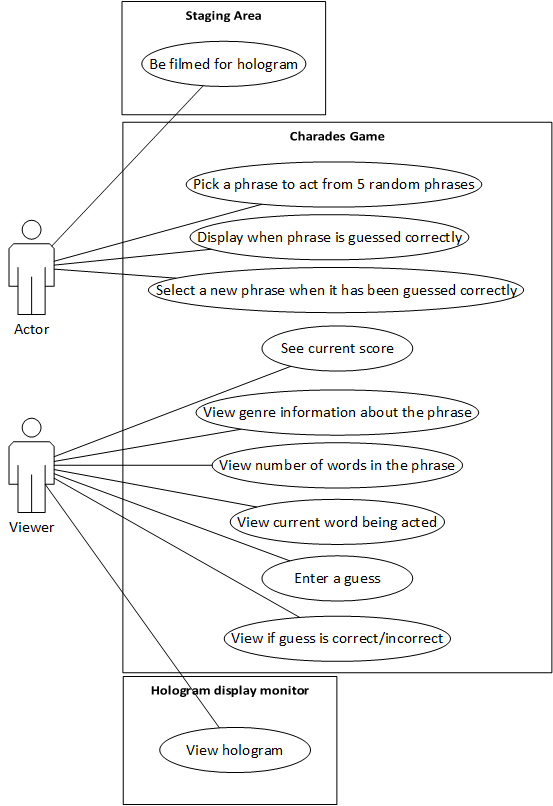 Staging Area
Be filmed for hologram
Charades Game
Pick a phrase to act from 5 random phrases
Display when phrase is guessed correctly
Select a new phrase when it has been guessed correctly
Actor
See current score
View genre information about the phrase
View number of words in the phrase
View current word being acted
Viewer
Enter a guess
View if guess is correct/incorrect
Hologram display monitor
View hologram